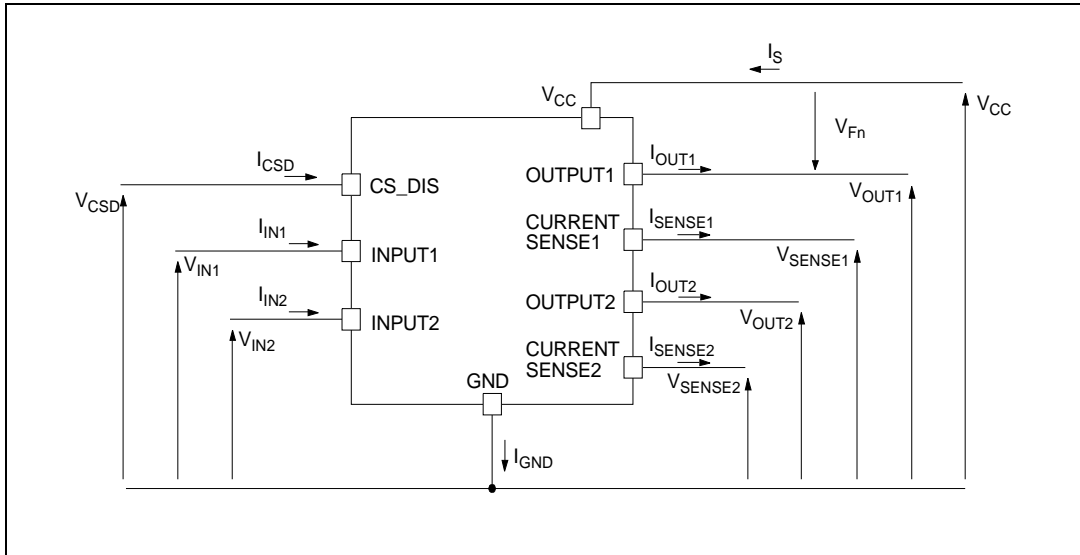 I_S
V_CC
V_CC
V_Fn
I_CSD
CS_DIS
OUTPUT1
I_OUT1
V_CSD
V_OUT1
I_IN1
INPUT1
CURRENT
SENSE1
I_SENSE1
V_IN1
V_SENSE1
I_IN2
INPUT2
OUTPUT2
I_OUT2
V_IN2
V_OUT2
CURRENT
SENSE2
I_SENSE2
V_SENSE2
GND
I_GND